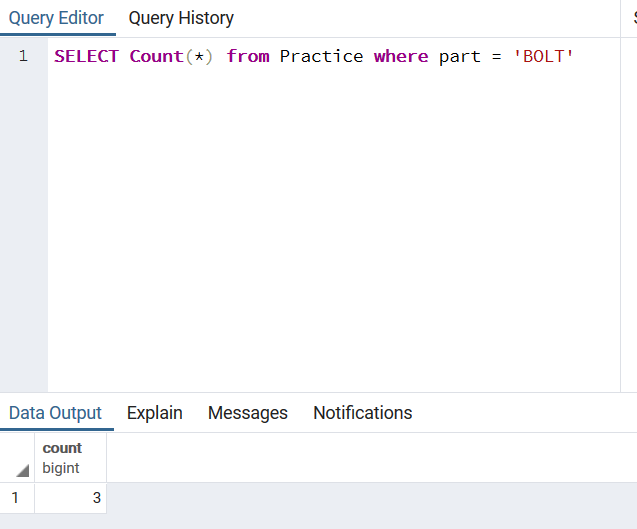 Query Editor Query History
1 SELECT Count(*) from Practice where part = 'BOLT'
Data Output Explain Messages Notifications
count
bigint
1 3